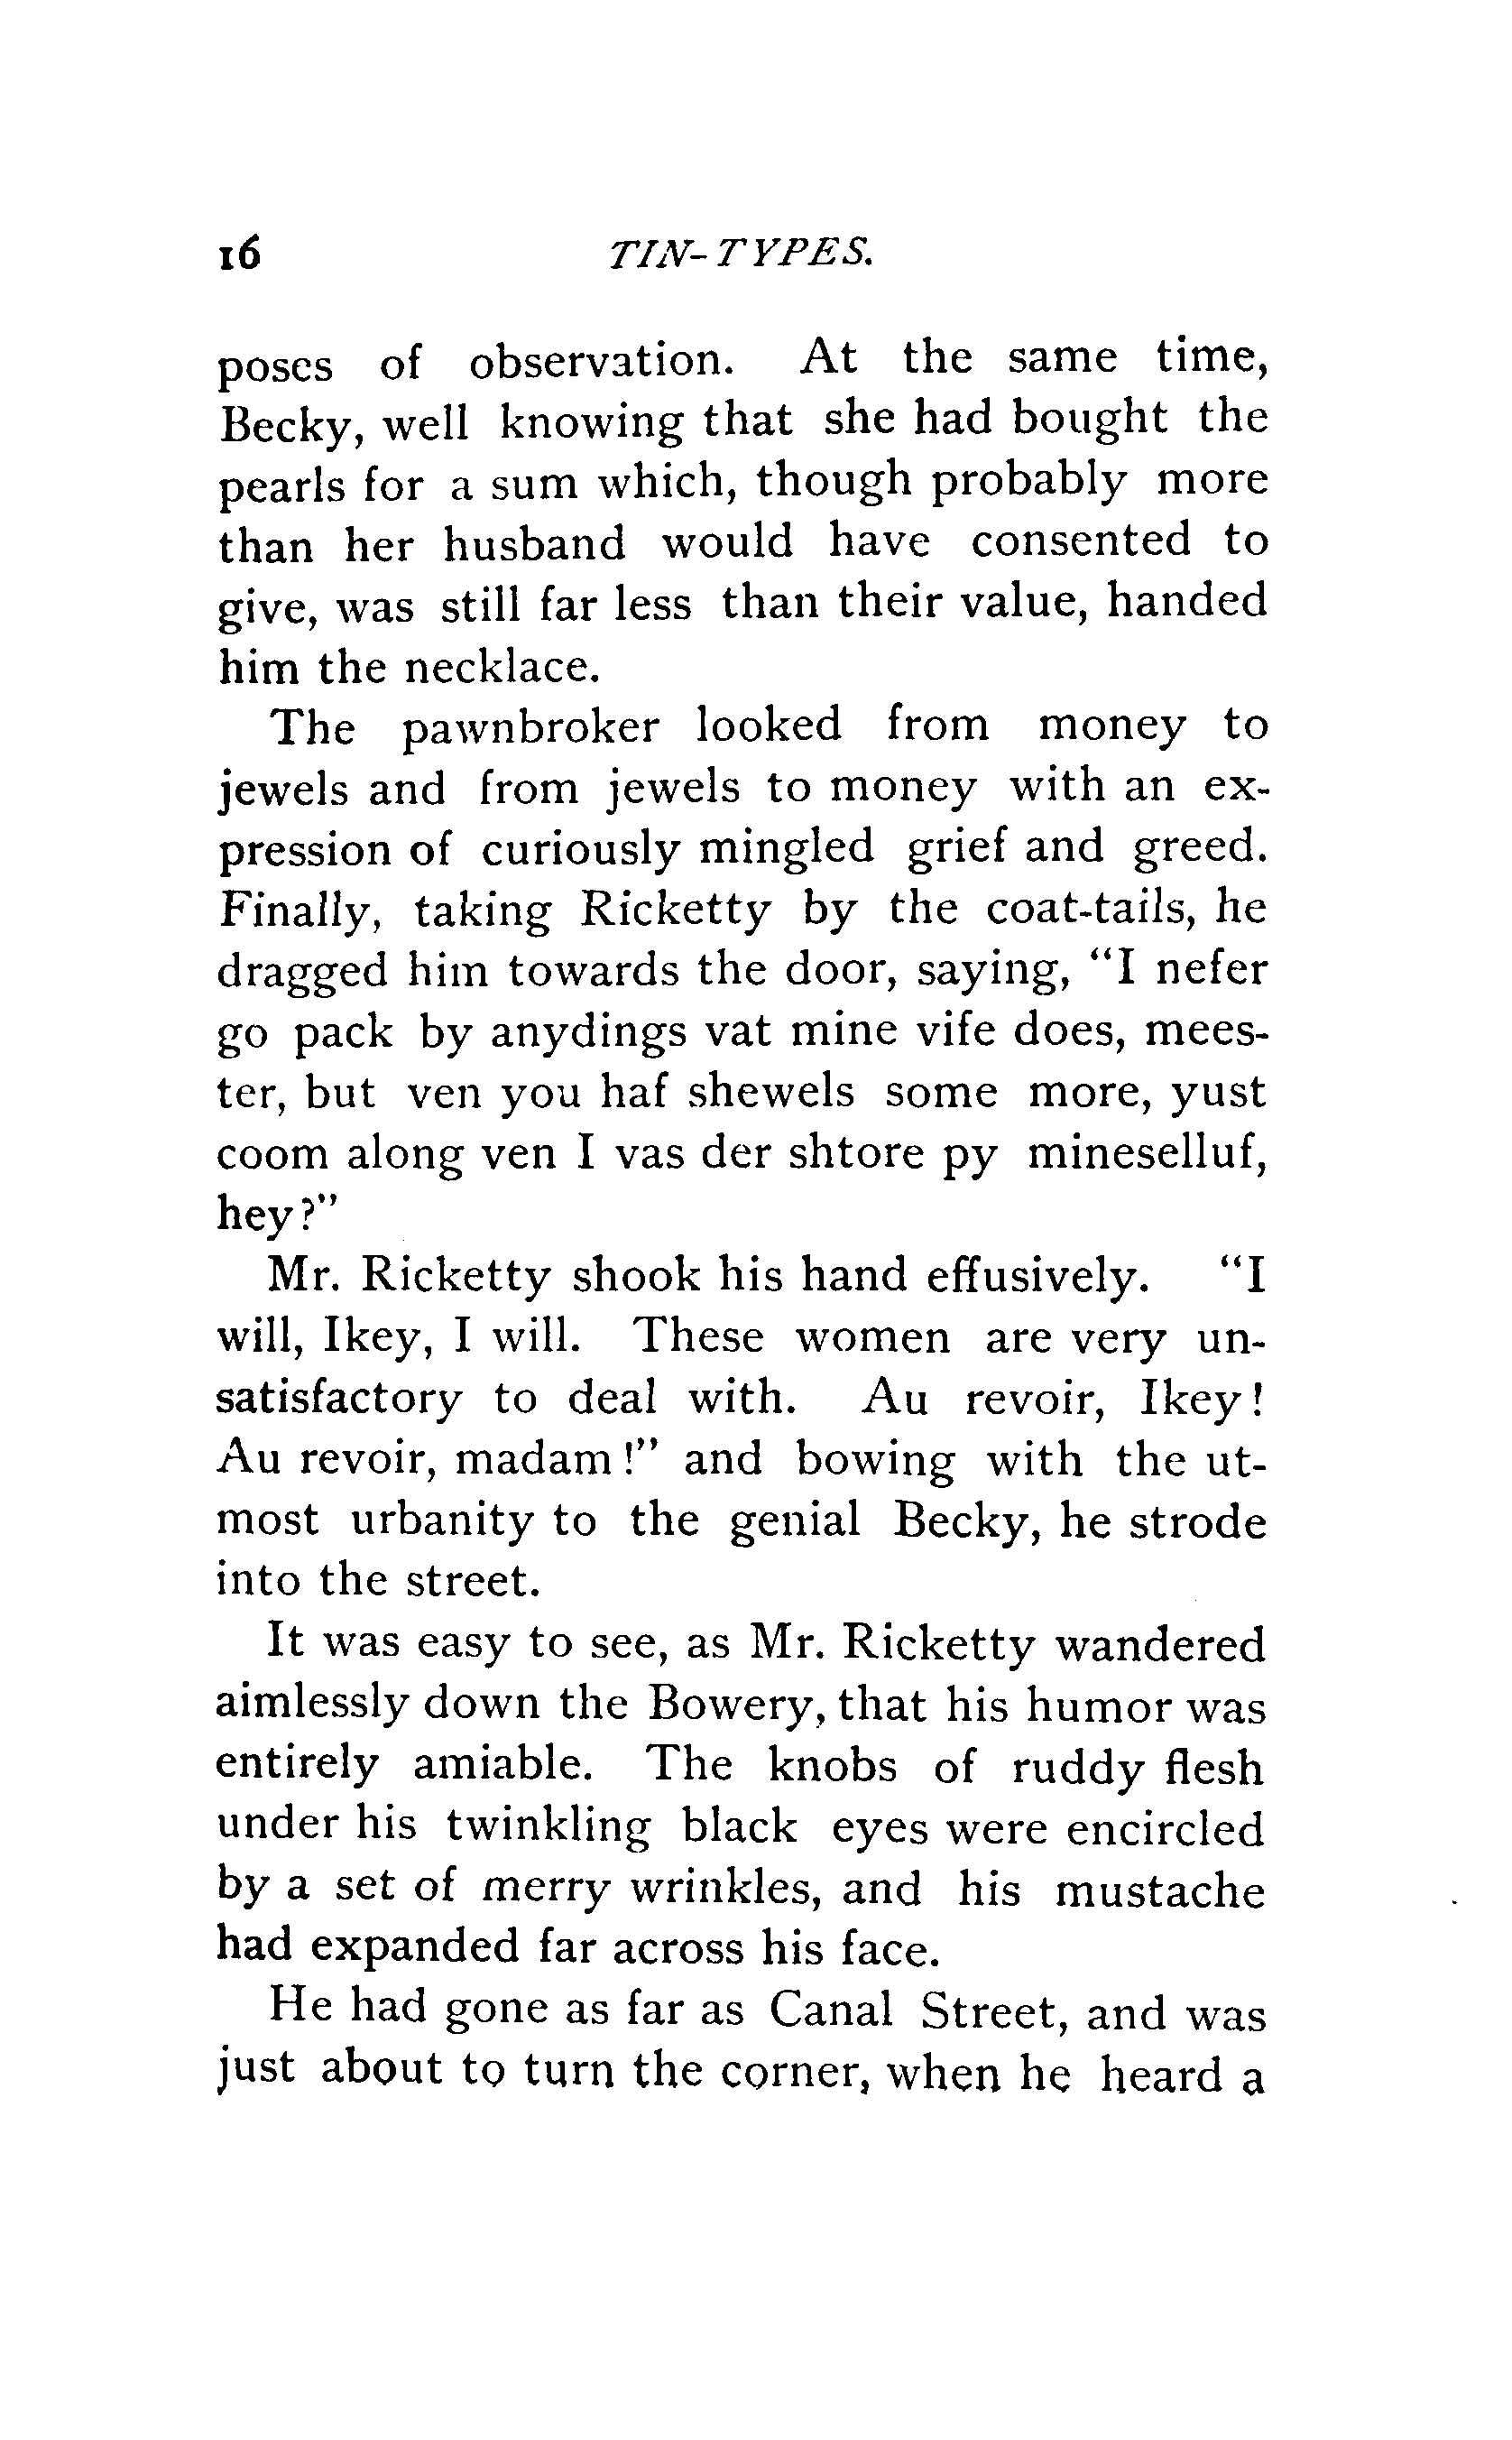 16 TIN-TYPES.
poses of observation. At the same time,
Becky, well knowing that she had bought the
pearls for a sum which, though probably more
than her husband would have consented to
give, was still far less than their value, handed
him the necklace.
The pawnbroker looked from money to
jewels and from jewels to money with an ex-
pression of curiously mingled grief and greed.
Finally, taking Ricketty by the coat-tails, he
dragged him towards the door, saying, "I nefer
go pack by anydings vat mine vife does, mees-
ter, but ven you haf shewels some more, yust
coom along ven I vas der shtore py mineselluf,
hey?"
Mr. Ricketty shook his hand effusively. "I
will, Ikey, I will. These women are very un-
satisfactory to deal with. Au revoir, Ikey!
Au revoir, madam!" and bowing with the ut-
most urbanity to the genial Becky, he strode
into the street.
It was easy to see, as Mr. Ricketty wandered
aimlessly down the Bowery, that his humor was
entirely amiable. The knobs of ruddy flesh
under his twinkling black eyes were encircled
by a set of merry wrinkles, and his mustache
had expanded far across his face.
He had gone as far as Canal Street, and was
just about to turn the corner, when he heard a